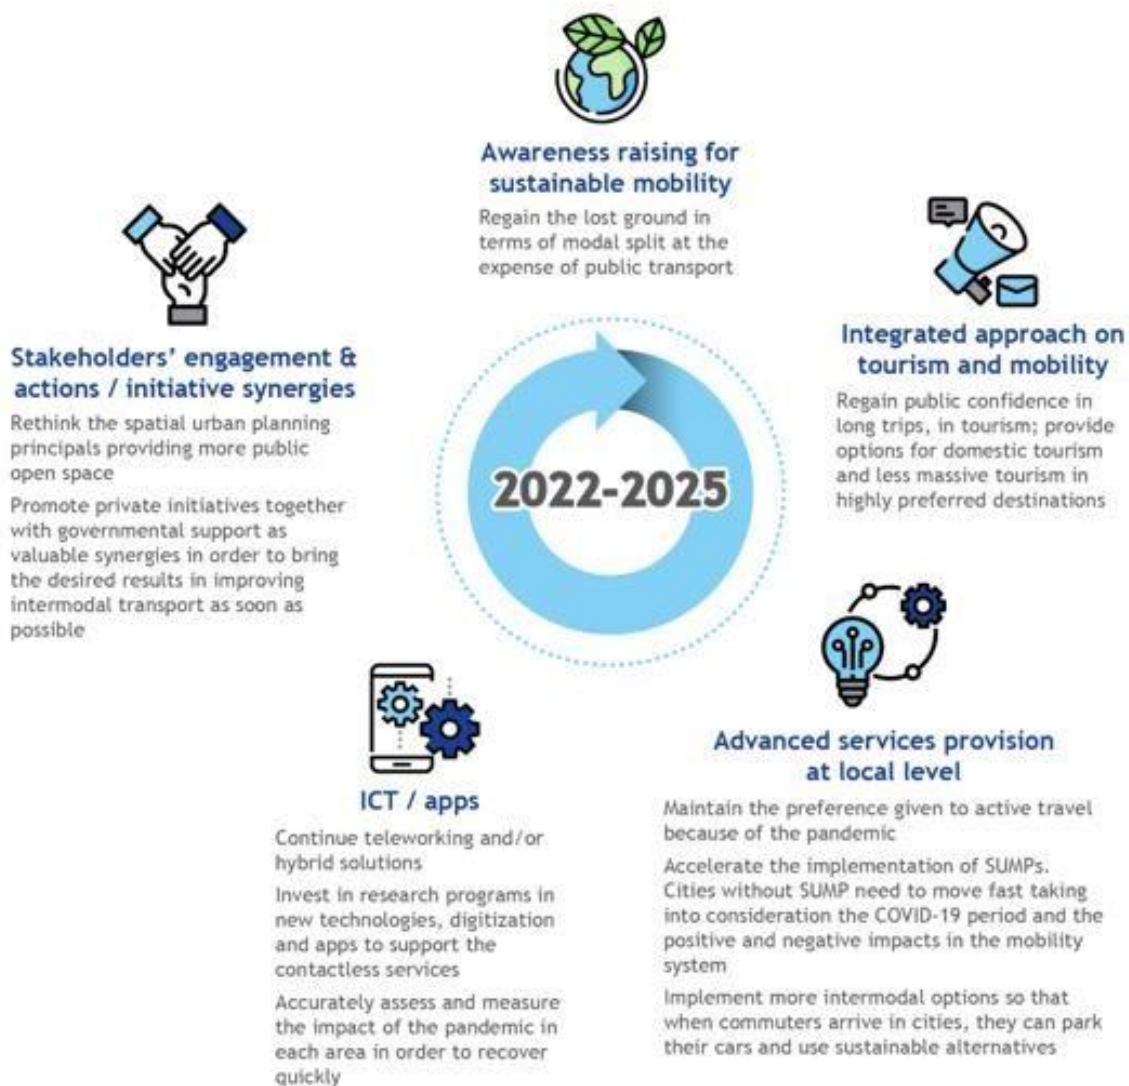 Awareness raising for
sustainable mobility
Regain the lost ground in
terms of modal split at the
expense of public transport
Integrated approach on
tourism and mobility
Regain public confidence in
long trips, in tourism; provide
options for domestic tourism
and less massive tourism in
highly preferred destinations
Stakeholders' engagement &
actions / initiative synergies
Rethink the spatial urban planning
principals providing more public
open space
Promote private initiatives together
with governmental support as
valuable synergies in order to bring
the desired results in improving
intermodal transport as soon as
possible
2022-2025
Advanced services provision
at local level
Maintain the preference given to active travel
because of the pandemic
Accelerate the implementation of SUMPs.
Cities without SUMP need to move fast taking
into consideration the COVID-19 period and the
positive and negative impacts in the mobility
system
Implement more intermodal options so that
when commuters arrive in cities, they can park
their cars and use sustainable alternatives
ICT / apps
Continue teleworking and/or
hybrid solutions
Invest in research programs in
new technologies, digitization
and apps to support the
contactless services
Accurately assess and measure
the impact of the pandemic in
each area in order to recover
quickly